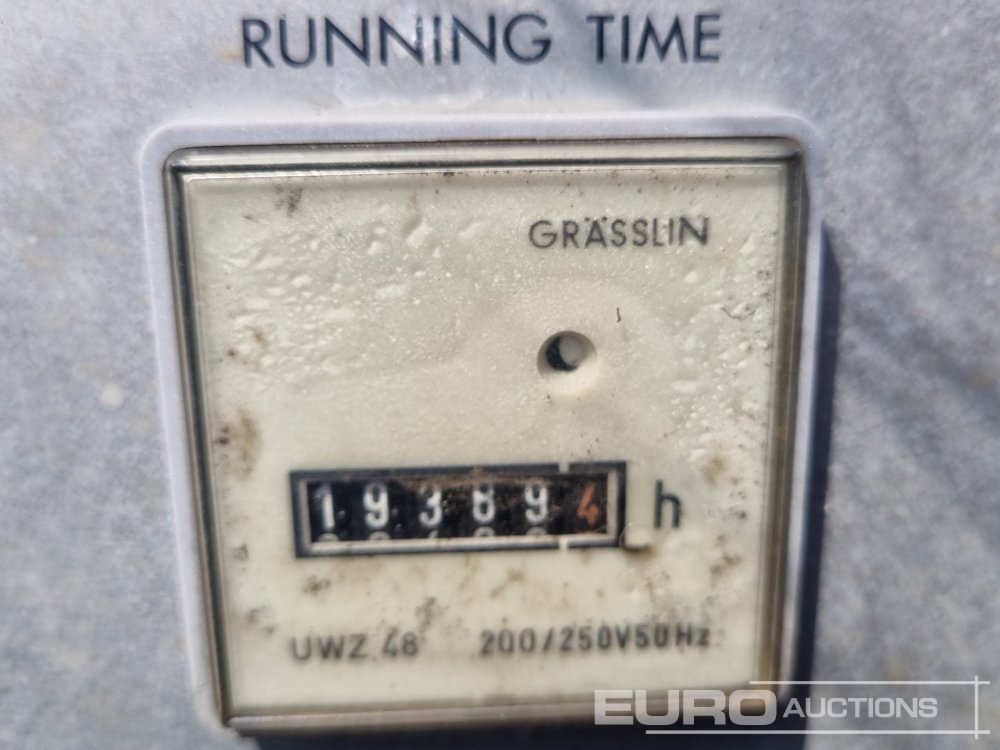 RUNNING TIME
GRÄSSLIN
193894 h
UWZ 48 200/250V50Hz
EURO AUCTIONS